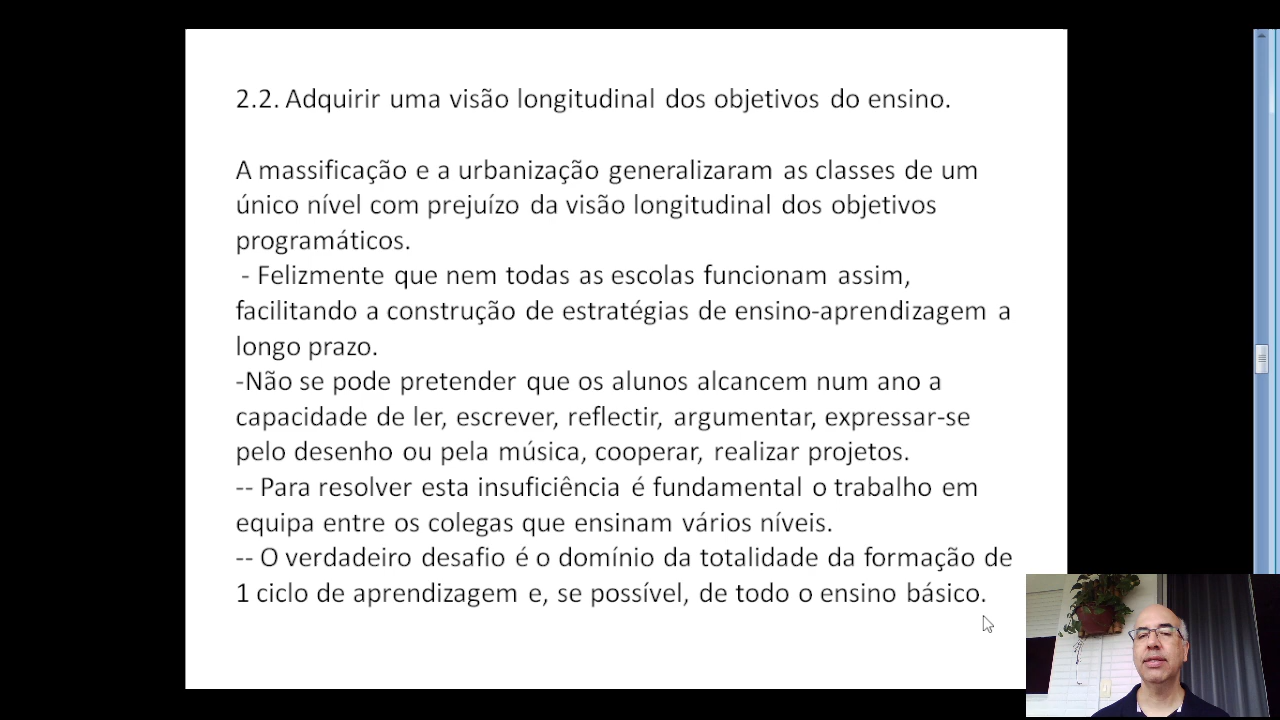 2.2. Adquirir uma visão longitudinal dos objetivos do ensino.
A massificação e a urbanização generalizaram as classes de um
único nível com prejuízo da visão longitudinal dos objetivos
programáticos.
- Felizmente que nem todas as escolas funcionam assim,
facilitando a construção de estratégias de ensino-aprendizagem a
longo prazo.
-Não se pode pretender que os alunos alcancem num ano a
capacidade de ler, escrever, reflectir, argumentar, expressar-se
pelo desenho ou pela música, cooperar, realizar projetos.
-- Para resolver esta insuficiência é fundamental o trabalho em
equipa entre os colegas que ensinam vários níveis.
-- O verdadeiro desafio é o domínio da totalidade da formação de
1 ciclo de aprendizagem e, se possível, de todo o ensino básico.